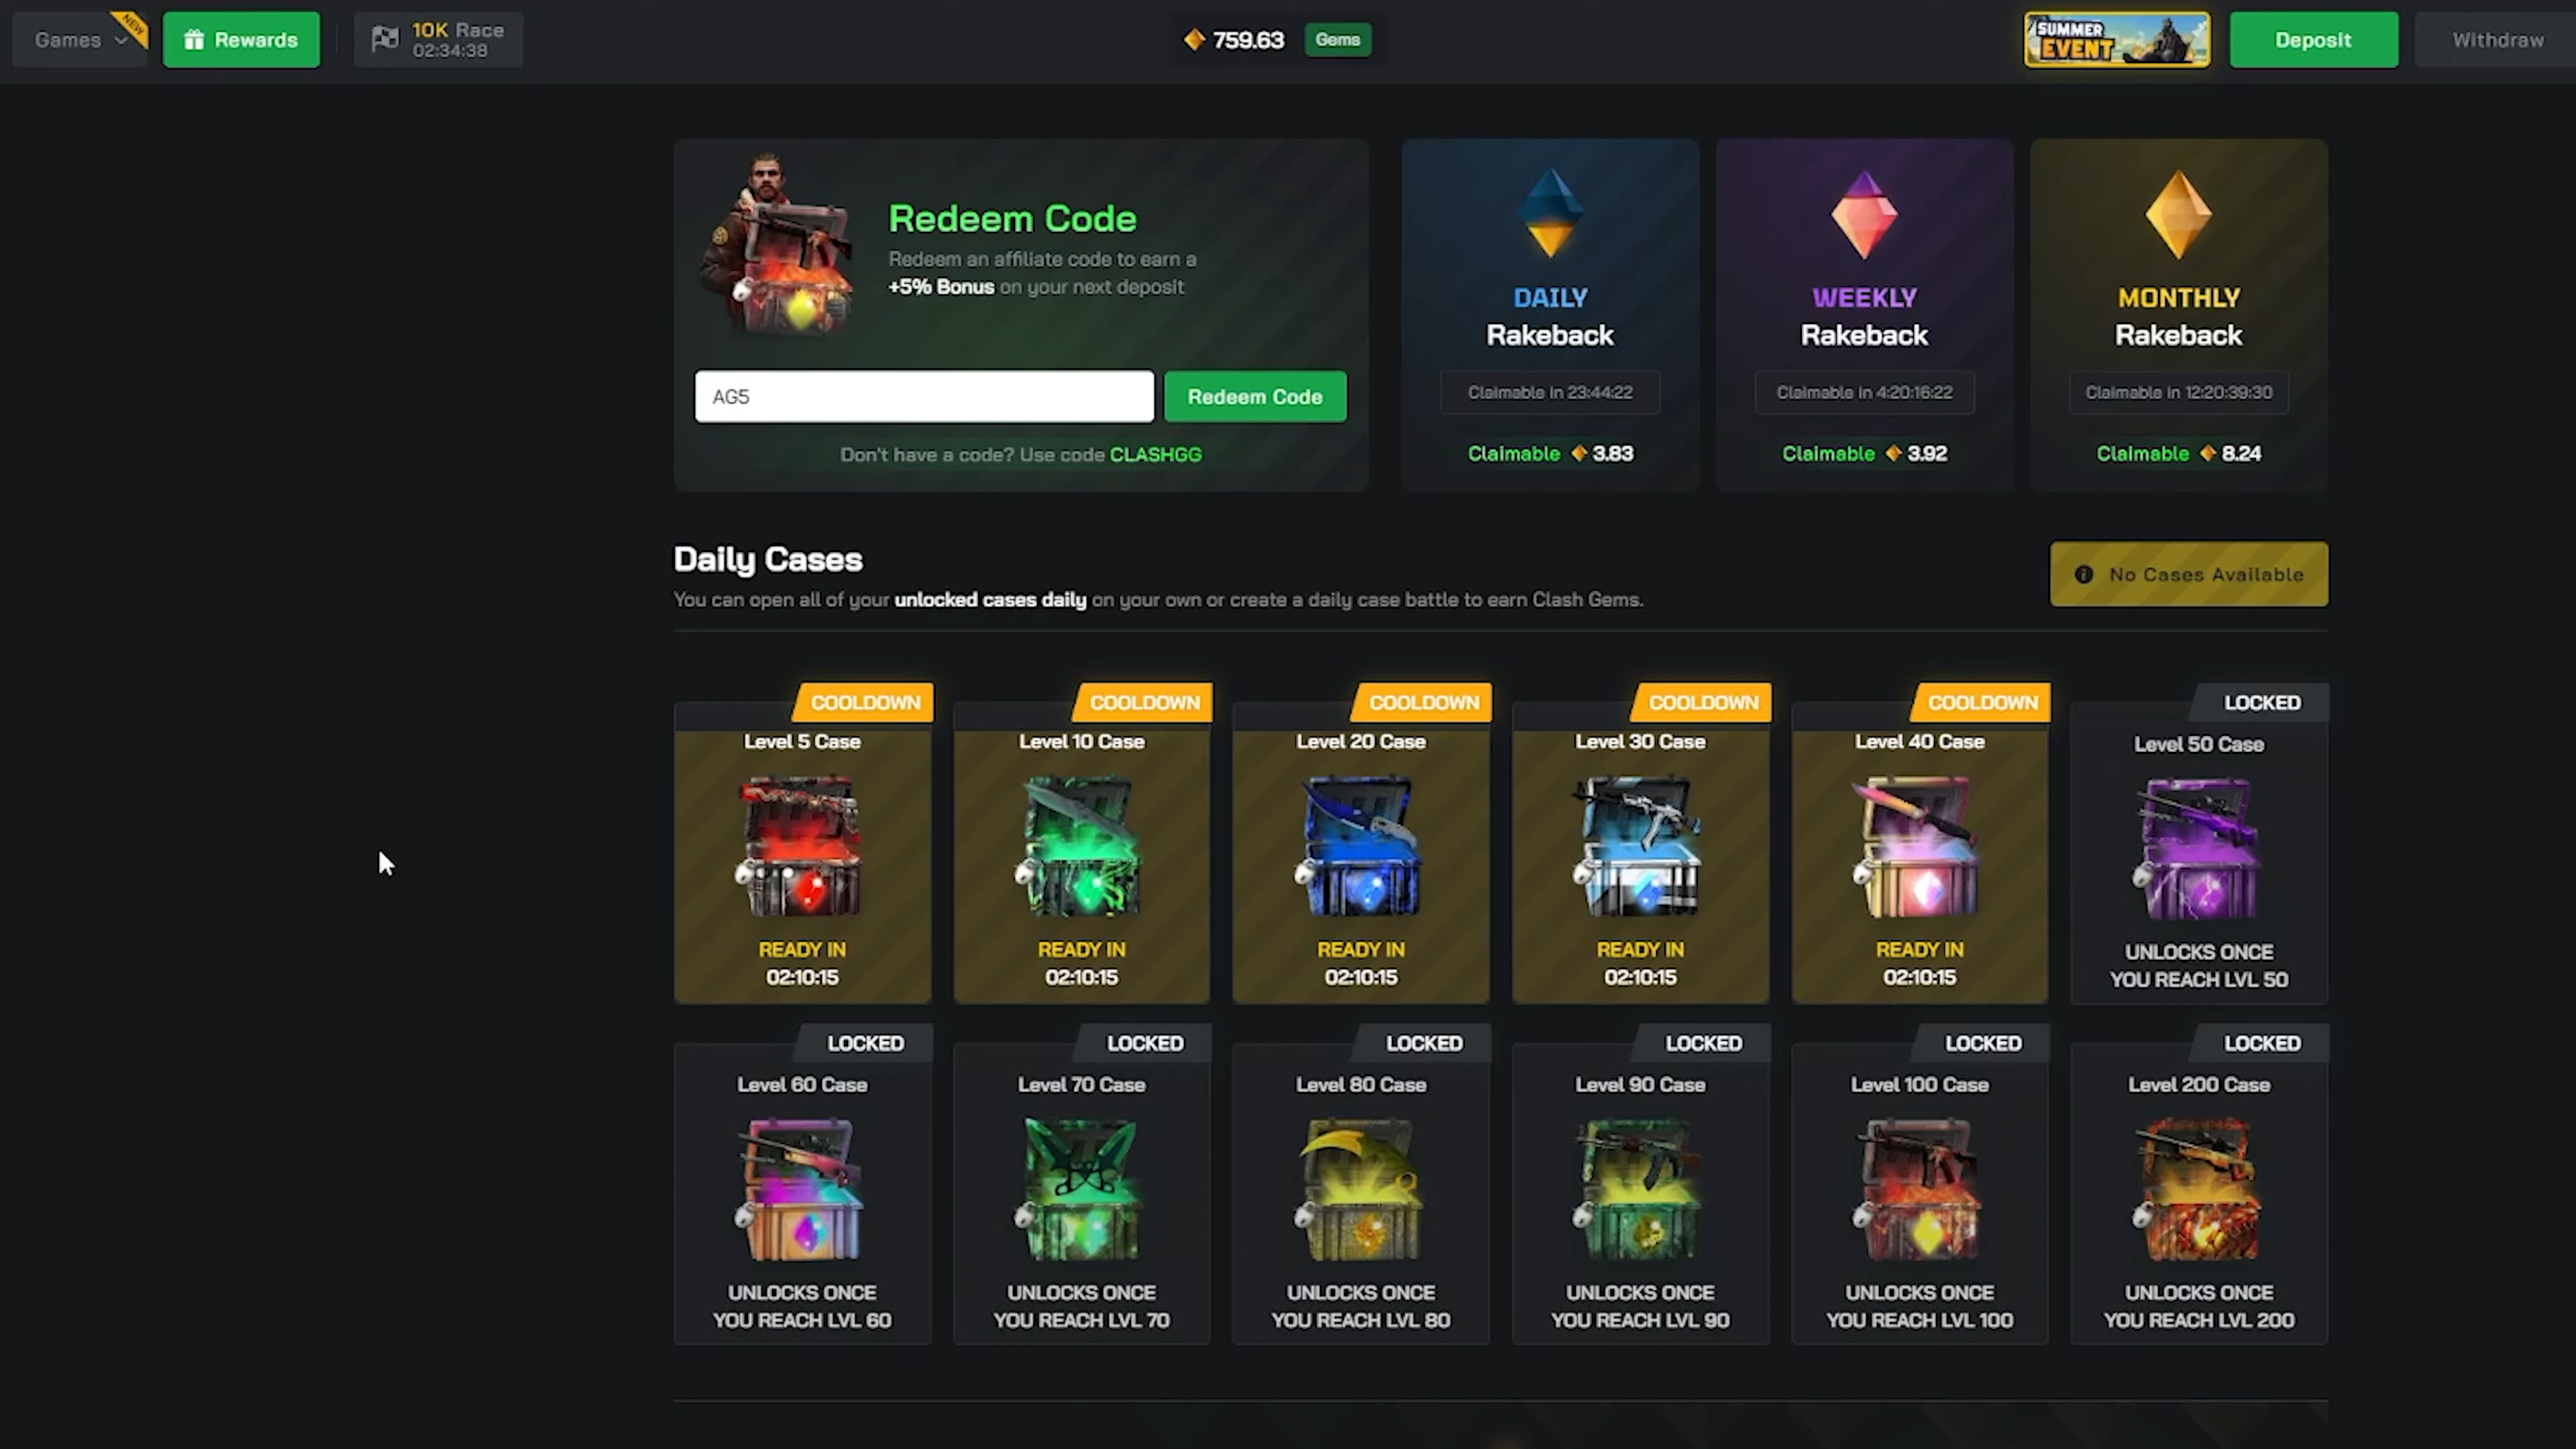 Games
NEW
Rewards
10K Race
02:34:38
759.63
Gems
SUMMER
EVENT
Deposit
Withdraw
Redeem Code
Redeem an affiliate code to earn a
+5% Bonus on your next deposit
AG5
Redeem Code
Don't have a code? Use code CLASHGG
DAILY
Rakeback
Claimable in 23:44:22
Claimable 3.83
WEEKLY
Rakeback
Claimable in 4:20:16:22
Claimable 3.92
MONTHLY
Rakeback
Claimable in 12:20:39:30
Claimable 8.24
Daily Cases
You can open all of your unlocked cases daily on your own or create a daily case battle to earn Clash Gems.
No Cases Available
COOLDOWN
Level 5 Case
READY IN
02:10:15
COOLDOWN
Level 10 Case
READY IN
02:10:15
COOLDOWN
Level 20 Case
READY IN
02:10:15
COOLDOWN
Level 30 Case
READY IN
02:10:15
COOLDOWN
Level 40 Case
READY IN
02:10:15
LOCKED
Level 50 Case
UNLOCKS ONCE
YOU REACH LVL 50
LOCKED
Level 60 Case
UNLOCKS ONCE
YOU REACH LVL 60
LOCKED
Level 70 Case
UNLOCKS ONCE
YOU REACH LVL 70
LOCKED
Level 80 Case
UNLOCKS ONCE
YOU REACH LVL 80
LOCKED
Level 90 Case
UNLOCKS ONCE
YOU REACH LVL 90
LOCKED
Level 100 Case
UNLOCKS ONCE
YOU REACH LVL 100
LOCKED
Level 200 Case
UNLOCKS ONCE
YOU REACH LVL 200